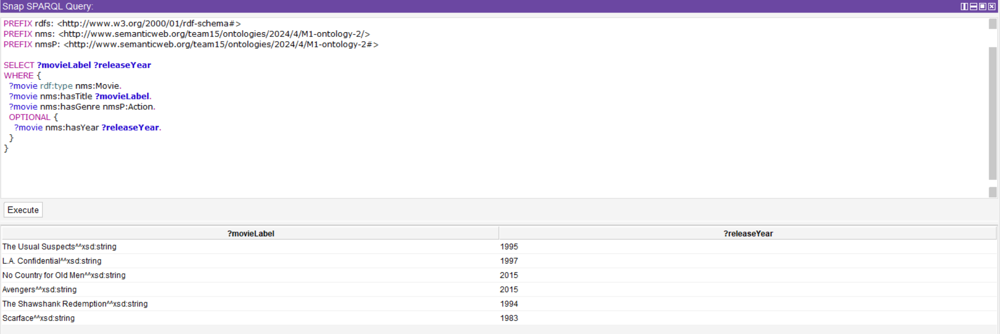 Snap SPARQL Query:
PREFIX rdfs: <http://www.w3.org/2000/01/rdf-schema#>
PREFIX nms: <http://www.semanticweb.org/team15/ontologies/2024/4/M1-ontology-2/>
PREFIX nmsP: <http://www.semanticweb.org/team15/ontologies/2024/4/M1-ontology-2#>
SELECT ?movieLabel ?releaseYear
WHERE {
?movie rdf:type nms:Movie.
?movie nms:hasTitle ?movieLabel.
?movie nms:hasGenre nmsP:Action.
OPTIONAL {
?movie nms:hasYear ?releaseYear.
}
}
Execute
?movieLabel ?releaseYear
The Usual Suspects^^xsd:string 1995
L.A. Confidential^^xsd:string 1997
No Country for Old Men^^xsd:string 2015
Avengers^^xsd:string 2015
The Shawshank Redemption^^xsd:string 1994
Scarface^^xsd:string 1983